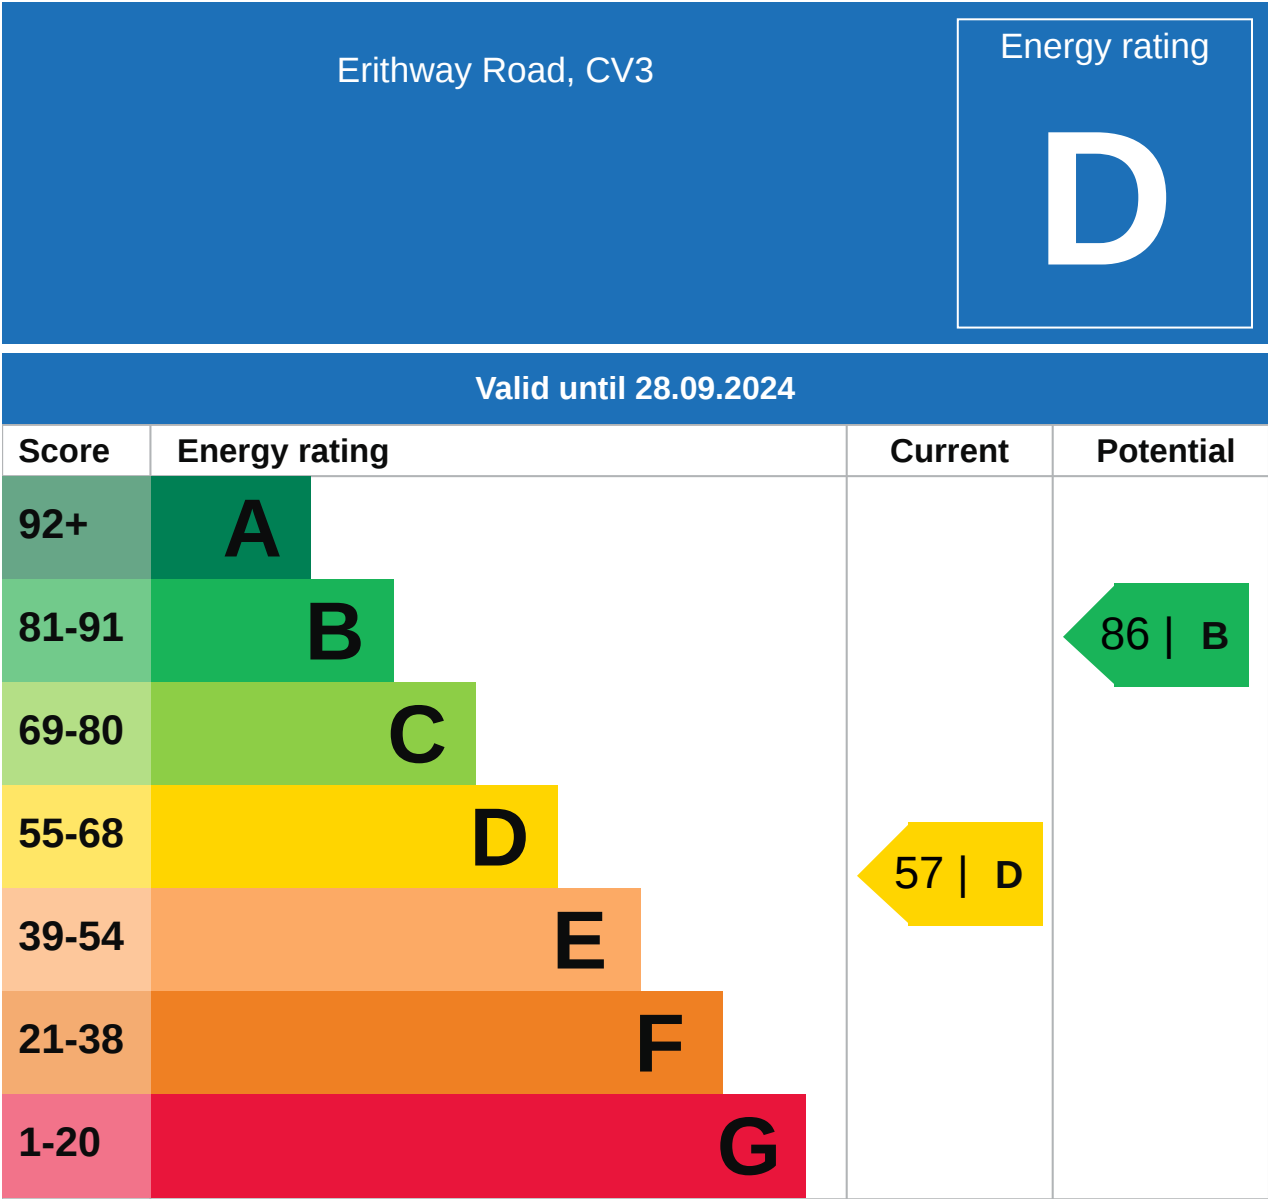 Erithway Road, CV3
Energy rating
D
Valid until 28.09.2024
Score Energy rating Current Potential
92+ A
81-91 B 86 | B
69-80 C
55-68 D 57 | D
39-54 E
21-38 F
1-20 G